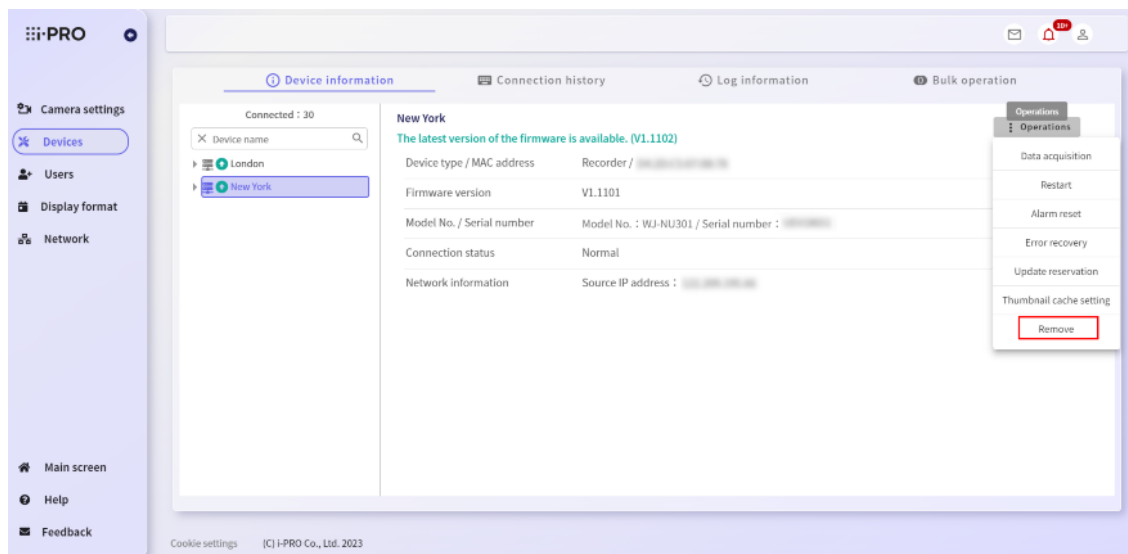 i-PRO
10+
Camera settings
Devices
Users
Display format
Network
Main screen
Help
Feedback
Device information
Connection history
Log information
Bulk operation
Connected : 30
Device name
London
New York
New York
The latest version of the firmware is available. (V1.1102)
Device type / MAC address Recorder /
Firmware version V1.1101
Model No. / Serial number Model No. : WJ-NU301 / Serial number :
Connection status Normal
Network information Source IP address :
Operations
Operations
Data acquisition
Restart
Alarm reset
Error recovery
Update reservation
Thumbnail cache setting
Remove
Cookie settings (C) i-PRO Co., Ltd. 2023